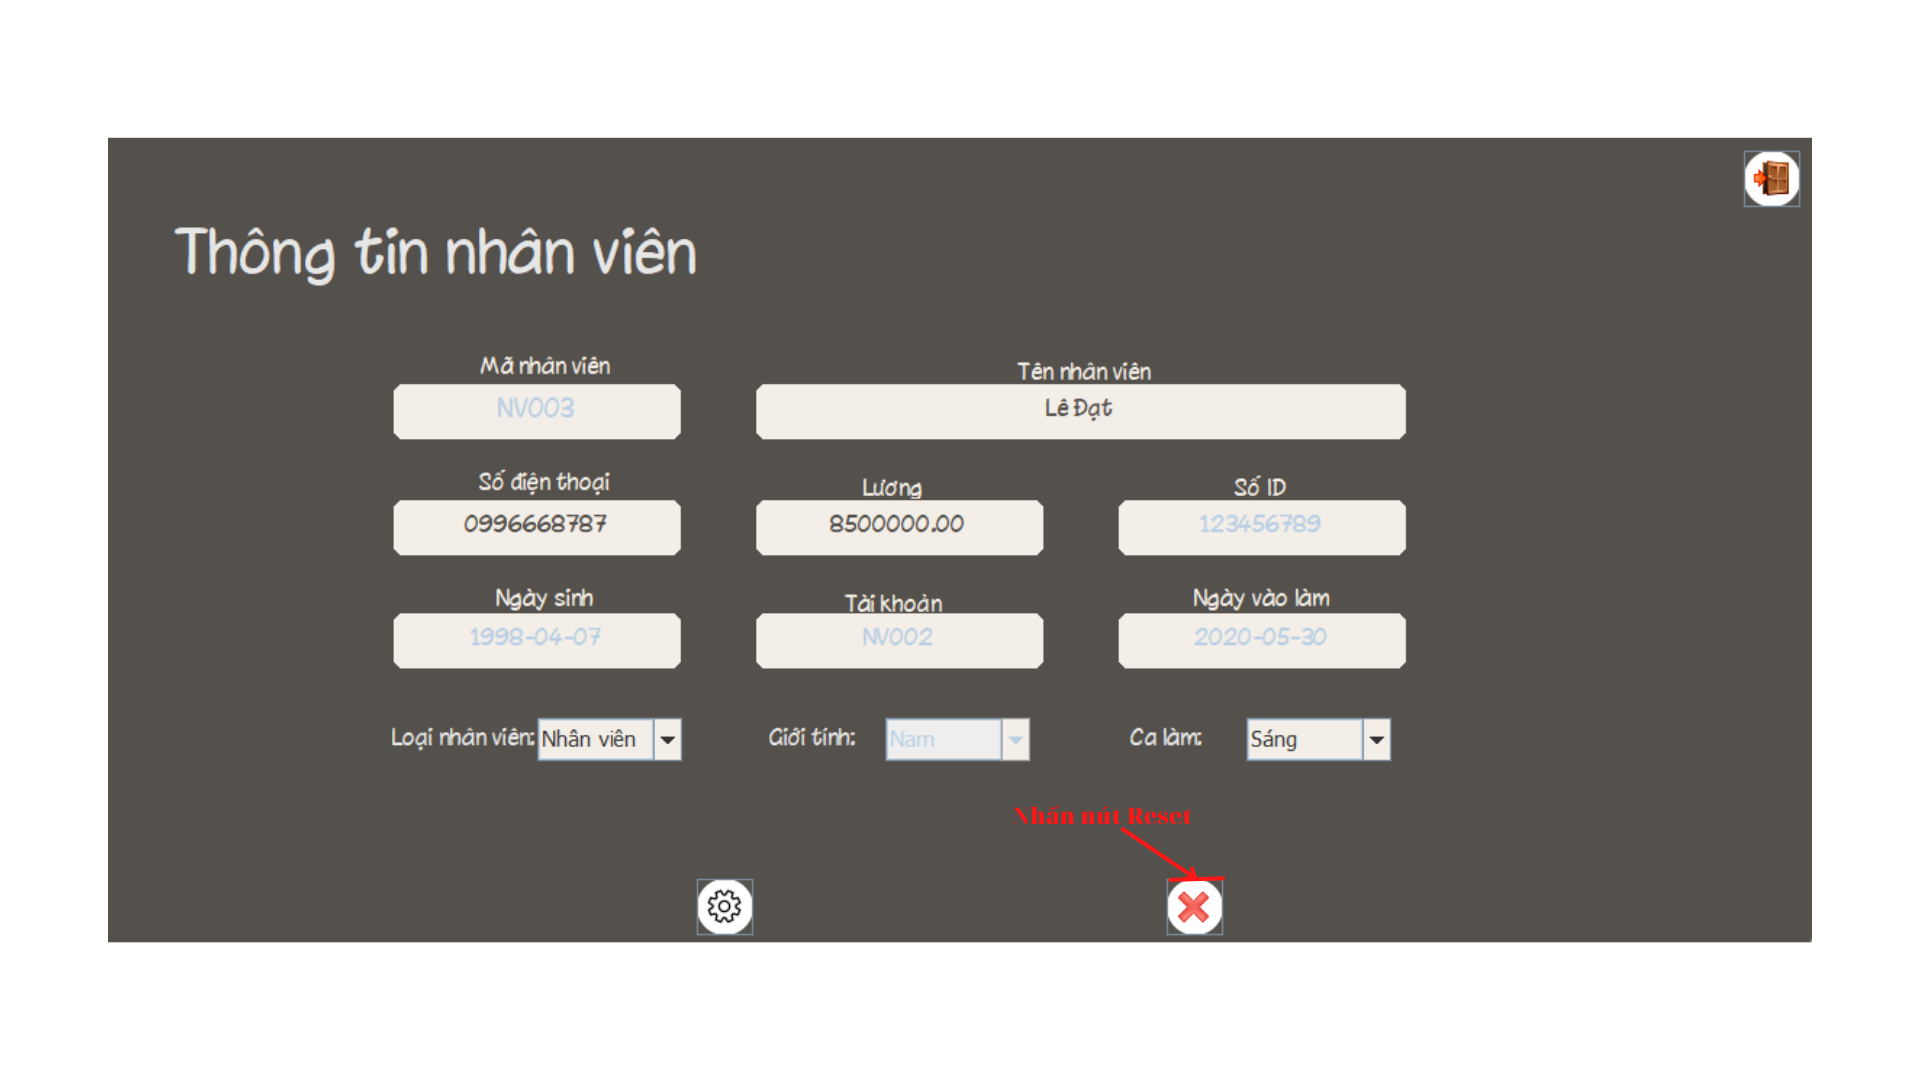 Thông tin nhân viên
Mã nhân viên
Tên nhân viên
NV003
Lê Đạt
Số điện thoại
Lương
Số ID
0996668787
8500000.00
123456789
Ngày sinh
Tài khoản
Ngày vào làm
1998-04-07
NV002
2020-05-30
Loại nhân viên: Nhân viên
Giới tính: Nam
Ca làm: Sáng
Nhấn nút Reset